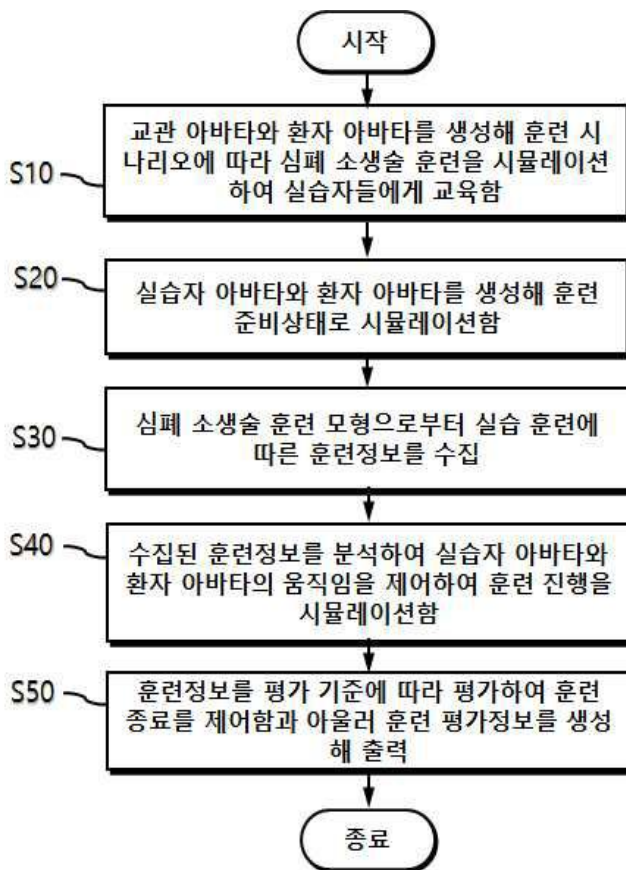 시작
S10
교관 아바타와 환자 아바타를 생성해 훈련 시
나리오에 따라 심폐 소생술 훈련을 시뮬레이션
하여 실습자들에게 교육함
S20
실습자 아바타와 환자 아바타를 생성해 훈련
준비상태로 시뮬레이션함
S30
심폐 소생술 훈련 모형으로부터 실습 훈련에
따른 훈련정보를 수집
S40
수집된 훈련정보를 분석하여 실습자 아바타와
환자 아바타의 움직임을 제어하여 훈련 진행을
시뮬레이션함
S50
훈련정보를 평가 기준에 따라 평가하여 훈련
종료를 제어함과 아울러 훈련 평가정보를 생성
해 출력
종료